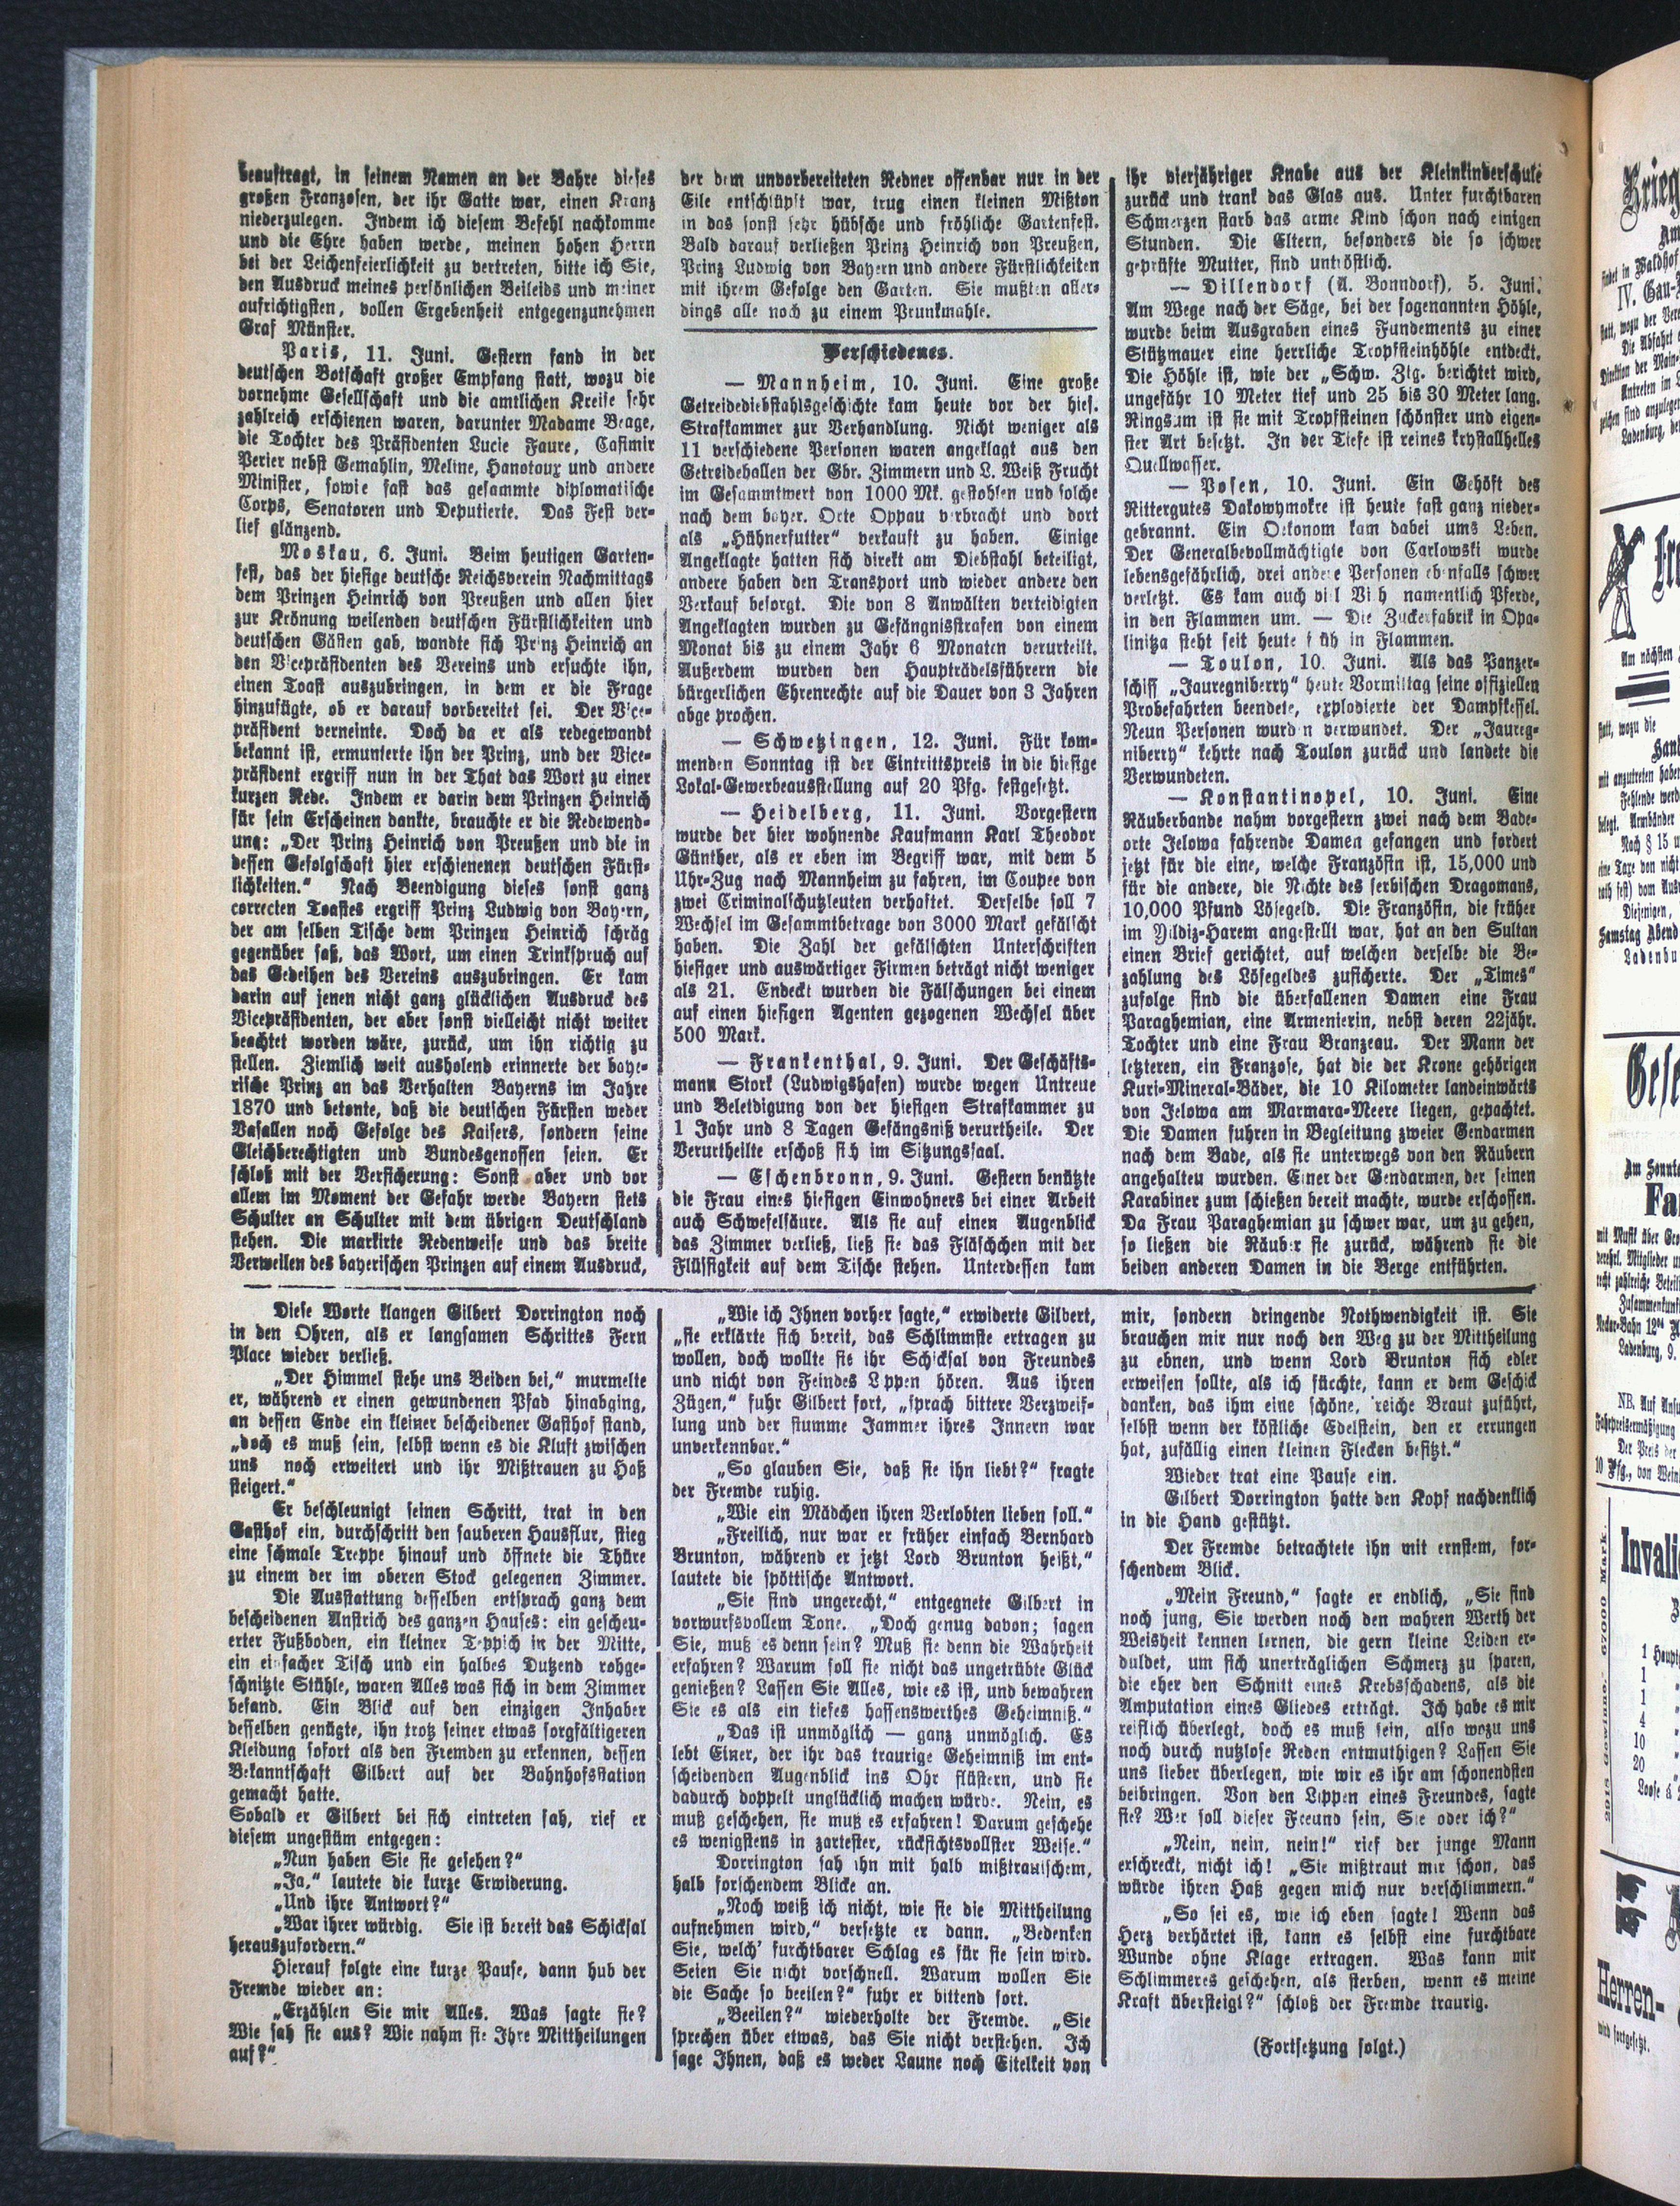 beauftragt, in seinem Namen an der Bahre dieses
großen Franzosen, der ihr Gatte war, einen Kranz
niederzulegen. Indem ich diesem Befehl nachkomme
und die Ehre haben werde, meinen hohen Herrn
bei der Leichenfeierlichkeit zu vertreten, bitte ich Sie,
den Ausdruck meines persönlichen Beileids und meiner
aufrichtigsten, vollen Ergebenheit entgegenzunehmen
Graf Münster.
Paris, 11. Juni. Gestern fand in der
deutschen Botschaft großer Empfang statt, wozu die
vornehme Gesellschaft und die amtlichen Kreise sehr
zahlreich erschienen waren, darunter Madame Beage,
die Tochter des Präsidenten Lucie Faure, Casimir
Perier nebst Gemahlin, Meline, Hanotaux und andere
Minister, sowie fast das gesammte diplomatische
Corps, Senatoren und Deputierte. Das Fest ver-
lief glänzend.
Moskau, 6. Juni. Beim heutigen Garten-
fest, das der hiesige deutsche Reichsverein Nachmittags
dem Prinzen Heinrich von Preußen und allen hier
zur Krönung weilenden deutschen Fürstlichkeiten und
deutschen Gästen gab, wandte sich Prinz Heinrich an
den Vicepräsidenten des Vereins und ersuchte ihn,
einen Toast auszubringen, in dem er die Frage
hinzufügte, ob er darauf vorbereitet sei. Der Vice-
präsident verneinte. Doch da er als redegewandt
bekannt ist, ermunterte ihn der Prinz, und der Vice-
präsident ergriff nun in der That das Wort zu einer
kurzen Rede. Indem er darin dem Prinzen Heinrich
für sein Erscheinen dankte, brauchte er die Redewend-
ung: „Der Prinz Heinrich von Preußen und die in
dessen Gefolgschaft hier erschienenen deutschen Fürst-
lichkeiten.“ Nach Beendigung dieses sonst ganz
correcten Toastes ergriff Prinz Ludwig von Bayern,
der am selben Tische dem Prinzen Heinrich schräg
gegenüber saß, das Wort, um einen Trinkspruch auf
das Gedeihen des Vereins auszubringen. Er kam
darin auf jenen nicht ganz glücklichen Ausdruck des
Vicepräsidenten, der aber sonst vielleicht nicht weiter
beachtet worden wäre, zurück, um ihn richtig zu
stellen. Ziemlich weit ausholend erinnerte der baye-
rische Prinz an das Verhalten Bayerns im Jahre
1870 und betonte, daß die deutschen Fürsten weder
Vasallen noch Gefolge des Kaisers, sondern seine
Gleichberechtigten und Bundesgenossen seien. Er
schloß mit der Versicherung: Sonst aber und vor
allem im Moment der Gefahr werde Bayern stets
Schulter an Schulter mit dem übrigen Deutschland
stehen. Die markirte Redenweise und das breite
Verweilen des bayerischen Prinzen auf einem Ausdruck,
der dem unvorbereiteten Redner offenbar nur in der
Eile entschlüpft war, trug einen kleinen Mißton
in das sonst sehr hübsche und fröhliche Gartenfest.
Bald darauf verließen Prinz Heinrich von Preußen,
Prinz Ludwig von Bayern und andere Fürstlichkeiten
mit ihrem Gefolge den Garten. Sie mußten aller-
dings alle noch zu einem Prunkmahle.
Verschiedenes.
— Mannheim, 10. Juni. Eine große
Getreidediebstahlsgeschichte kam heute vor der hies.
Strafkammer zur Verhandlung. Nicht weniger als
11 verschiedene Personen waren angeklagt aus den
Getreidehallen der Gbr. Zimmern und L. Weiß Frucht
im Gesammtwert von 1000 Mk. gestohlen und solche
nach dem bayer. Orte Oppau verbracht und dort
als „Hühnerfutter“ verkauft zu haben. Einige
Angeklagte hatten sich direkt am Diebstahl beteiligt,
andere haben den Transport und wieder andere den
Verkauf besorgt. Die von 8 Anwälten verteidigten
Angeklagten wurden zu Gefängnisstrafen von einem
Monat bis zu einem Jahr 6 Monaten verurteilt.
Außerdem wurden den Haupträdelsführern die
bürgerlichen Ehrenrechte auf die Dauer von 3 Jahren
abge prochen.
— Schwetzingen, 12. Juni. Für kom-
menden Sonntag ist der Eintrittspreis in die hiesige
Lokal-Gewerbeausstellung auf 20 Pfg. festgesetzt.
— Heidelberg, 11. Juni. Vorgestern
wurde der hier wohnende Kaufmann Karl Theodor
Günther, als er eben im Begriff war, mit dem 5
Uhr-Zug nach Mannheim zu fahren, im Coupee von
zwei Criminalschutzleuten verhaftet. Derselbe soll 7
Wechsel im Gesammtbetrage von 3000 Mark gefälscht
haben. Die Zahl der gefälschten Unterschriften
hiesiger und auswärtiger Firmen beträgt nicht weniger
als 21. Endeckt wurden die Fälschungen bei einem
auf einen hiesigen Agenten gezogenen Wechsel über
500 Mark.
— Frankenthal, 9. Juni. Der Geschäfts-
mann Stork (Ludwigshafen) wurde wegen Untreue
und Beleidigung von der hiesigen Strafkammer zu
1 Jahr und 8 Tagen Gefängsniß verurtheile. Der
Verurtheilte erschoß sich im Sitzungssaal.
— Eschenbronn, 9. Juni. Gestern benützte
die Frau eines hiesigen Einwohners bei einer Arbeit
auch Schwefelsäure. Als sie auf einen Augenblick
das Zimmer verließ, ließ sie das Fläschchen mit der
Flüssigkeit auf dem Tische stehen. Unterdessen kam
ihr vierjähriger Knabe aus der Kleinkinderschule
zurück und trank das Glas aus. Unter furchtbaren
Schmerzen starb das arme Kind schon nach einigen
Stunden. Die Eltern, besonders die so schwer
geprüfte Mutter, sind untröstlich.
— Dillendorf (A. Bonndorf), 5. Juni.
Am Wege nach der Säge, bei der sogenannten Höhle,
wurde beim Ausgraben eines Fundements zu einer
Stützmauer eine herrliche Tropfsteinhöhle entdeckt.
Die Höhle ist, wie der „Schw. Ztg. berichtet wird,
ungefähr 10 Meter tief und 25 bis 30 Meter lang.
Ringsum ist sie mit Tropfsteinen schönster und eigen-
ster Art besetzt. In der Tiefe ist reines krystallhelles
Quellwasser.
— Posen, 10. Juni. Ein Gehöft des
Rittergutes Dakowymokre ist heute fast ganz nieder-
gebrannt. Ein Oekonom kam dabei ums Leben.
Der Generalbevollmächtigte von Carlowski wurde
lebensgefährlich, drei andere Personen ebenfalls schwer
verletzt. Es kam auch viel Vieh namentlich Pferde,
in den Flammen um. — Die Zuckerfabrik in Opa-
linitza steht seit heute früh in Flammen.
— Toulon, 10. Juni. Als das Panzer-
schiff „Jauregniberry“ heute Vormittag seine offiziellen
Probefahrten beendete, explodierte der Dampfkessel.
Neun Personen wurden verwundet. Der „Jaureg-
niberry“ kehrte nach Toulon zurück und landete die
Verwundeten.
— Konstantinopel, 10. Juni. Eine
Räuberbande nahm vorgestern zwei nach dem Bade-
orte Jelowa fahrende Damen gefangen und fordert
jetzt für die eine, welche Französin ist, 15,000 und
für die andere, die Nichte des serbischen Dragomans,
10,000 Pfund Lösegeld. Die Französin, die früher
im Yildiz-Harem angestellt war, hat an den Sultan
einen Brief gerichtet, auf welchen derselbe die Be-
zahlung des Lösegeldes zusicherte. Der „Times“
zufolge sind die überfallenen Damen eine Frau
Paraghemian, eine Armenierin, nebst deren 22jähr.
Tochter und eine Frau Branzeau. Der Mann der
letzteren, ein Franzose, hat die der Krone gehörigen
Kuri-Mineral-Bäder, die 10 Kilometer landeinwärts
von Jelowa am Marmara-Meere liegen, gepachtet.
Die Damen fuhren in Begleitung zweier Gendarmen
nach dem Bade, als sie unterwegs von den Räubern
angehalten wurden. Einer der Gendarmen, der seinen
Karabiner zum schießen bereit machte, wurde erschossen.
Da Frau Paraghemian zu schwer war, um zu gehen,
so ließen die Räuber sie zurück, während sie die
beiden anderen Damen in die Berge entführten.
Diese Worte klangen Gilbert Dorrington noch
in den Ohren, als er langsamen Schrittes Fern
Place wieder verließ.
„Der Himmel stehe uns Beiden bei,“ murmelte
er, während er einen gewundenen Pfad hinabging,
an dessen Ende ein kleiner bescheidener Gasthof stand,
„doch es muß sein, selbst wenn es die Kluft zwischen
uns noch erweitert und ihr Mißtrauen zu Haß
steigert.“
Er beschleunigt seinen Schritt, trat in den
Gasthof ein, durchschritt den sauberen Hausflur, stieg
eine schmale Treppe hinauf und öffnete die Thüre
zu einem der im oberen Stock gelegenen Zimmer.
Die Ausstattung desselben entsprach ganz dem
bescheidenen Anstrich des ganzen Hauses: ein gescheu-
erter Fußboden, ein kleiner Teppich in der Mitte,
ein einfacher Tisch und ein halbes Dutzend rohge-
schnitzte Stühle, waren Alles was sich in dem Zimmer
befand. Ein Blick auf den einzigen Inhaber
desselben genügte, ihn trotz seiner etwas sorgfältigeren
Kleidung sofort als den Fremden zu erkennen, dessen
Bekanntschaft Gilbert auf der Bahnhofsstation
gemacht hatte.
Sobald er Gilbert bei sich eintreten sah, rief er
diesem ungestüm entgegen:
„Nun haben Sie sie gesehen?“
„Ja,“ lautete die kurze Erwiderung.
„Und ihre Antwort?“
„War ihrer würdig. Sie ist bereit das Schicksal
herauszufordern.“
Hierauf folgte eine kurze Pause, dann hub der
Fremde wieder an:
„Erzählen Sie mir Alles. Was sagte sie?
Wie sah sie aus? Wie nahm sie Ihre Mittheilungen
auf?“
„Wie ich Ihnen vorher sagte,“ erwiderte Gilbert,
„sie erklärte sich bereit, das Schlimmste ertragen zu
wollen, doch wollte sie ihr Schicksal von Freundes
und nicht von Feindes Lippen hören. Aus ihren
Zügen,“ fuhr Gilbert fort, „sprach bittere Verzweif-
lung und der stumme Jammer ihres Innern war
unverkennbar.“
„So glauben Sie, daß sie ihn liebt?“ fragte
der Fremde ruhig.
„Wie ein Mädchen ihren Verlobten lieben soll.“
„Freilich, nur war er früher einfach Bernhard
Brunton, während er jetzt Lord Brunton heißt,“
lautete die spöttische Antwort.
„Sie sind ungerecht,“ entgegnete Gilbert in
vorwurfsvollem Tone. „Doch genug davon; sagen
Sie, muß es denn sein? Muß sie denn die Wahrheit
erfahren? Warum soll sie nicht das ungetrübte Glück
genießen? Lassen Sie Alles, wie es ist, und bewahren
Sie es als ein tiefes hassenswerthes Geheimniß.“
„Das ist unmöglich — ganz unmöglich. Es
lebt Einer, der ihr das traurige Geheimniß im ent-
scheidenden Augenblick ins Ohr flüstern, und sie
dadurch doppelt unglücklich machen würde. Nein, es
muß geschehen, sie muß es erfahren! Darum geschehe
es wenigstens in zartester, rücksichtsvollster Weise.“
Dorrington sah ihn mit halb mißtrauischem,
halb forschendem Blicke an.
„Noch weiß ich nicht, wie sie die Mittheilung
aufnehmen wird,“ versetzte er dann. „Bedenken
Sie, welch’ furchtbarer Schlag es für sie sein wird.
Seien Sie nicht vorschnell. Warum wollen Sie
die Sache so beeilen?“ fuhr er bittend fort.
„Beeilen?“ wiederholte der Fremde. „Sie
sprechen über etwas, das Sie nicht verstehen. Ich
sage Ihnen, daß es weder Laune noch Eitelkeit von
mir, sondern dringende Nothwendigkeit ist. Sie
brauchen mir nur noch den Weg zu der Mittheilung
zu ebnen, und wenn Lord Brunton sich edler
erweisen sollte, als ich fürchte, kann er dem Geschick
danken, das ihm eine schöne, reiche Braut zuführt,
selbst wenn der köstliche Edelstein, den er errungen
hat, zufällig einen kleinen Flecken besitzt.“
Wieder trat eine Pause ein.
Gilbert Dorrington hatte den Kopf nachdenklich
in die Hand gestützt.
Der Fremde betrachtete ihn mit ernstem, for-
schendem Blick.
„Mein Freund,“ sagte er endlich, „Sie sind
noch jung, Sie werden noch den wahren Werth der
Weisheit kennen lernen, die gern kleine Leiden er-
duldet, um sich unerträglichen Schmerz zu sparen,
die eher den Schnitt eines Krebsschadens, als die
Amputation eines Gliedes erträgt. Ich habe es mir
reiflich überlegt, doch es muß sein, also wozu uns
noch durch nutzlose Reden entmuthigen? Lassen Sie
uns lieber überlegen, wie wir es ihr am schonendsten
beibringen. Von den Lippen eines Freundes, sagte
sie? Wer soll dieser Freund sein, Sie oder ich?“
„Nein, nein, nein!“ rief der junge Mann
erschreckt, nicht ich! „Sie mißtraut mir schon, das
würde ihren Haß gegen mich nur verschlimmern.“
„So sei es, wie ich eben sagte! Wenn das
Herz verhärtet ist, kann es selbst eine furchtbare
Wunde ohne Klage ertragen. Was kann mir
Schlimmeres geschehen, als sterben, wenn es meine
Kraft übersteigt?“ schloß der Fremde traurig.
(Fortsetzung folgt.)